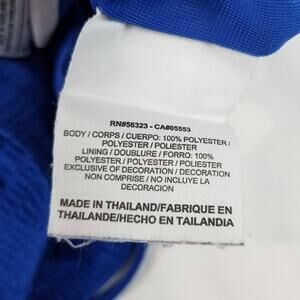 RN#56323 - CA#05553
BODY / CORPS / CUERPO: 100% POLYESTER /
POLYESTER / POLIESTER
LINING / DOUBLURE / FORRO: 100%
POLYESTER / POLYESTER / POLIESTER
EXCLUSIVE OF DECORATION / DECORATION
NON COMPRISE / NO INCLUYE LA
DECORACION
MADE IN THAILAND/FABRIQUE EN
THAILANDE/HECHO EN TAILANDIA